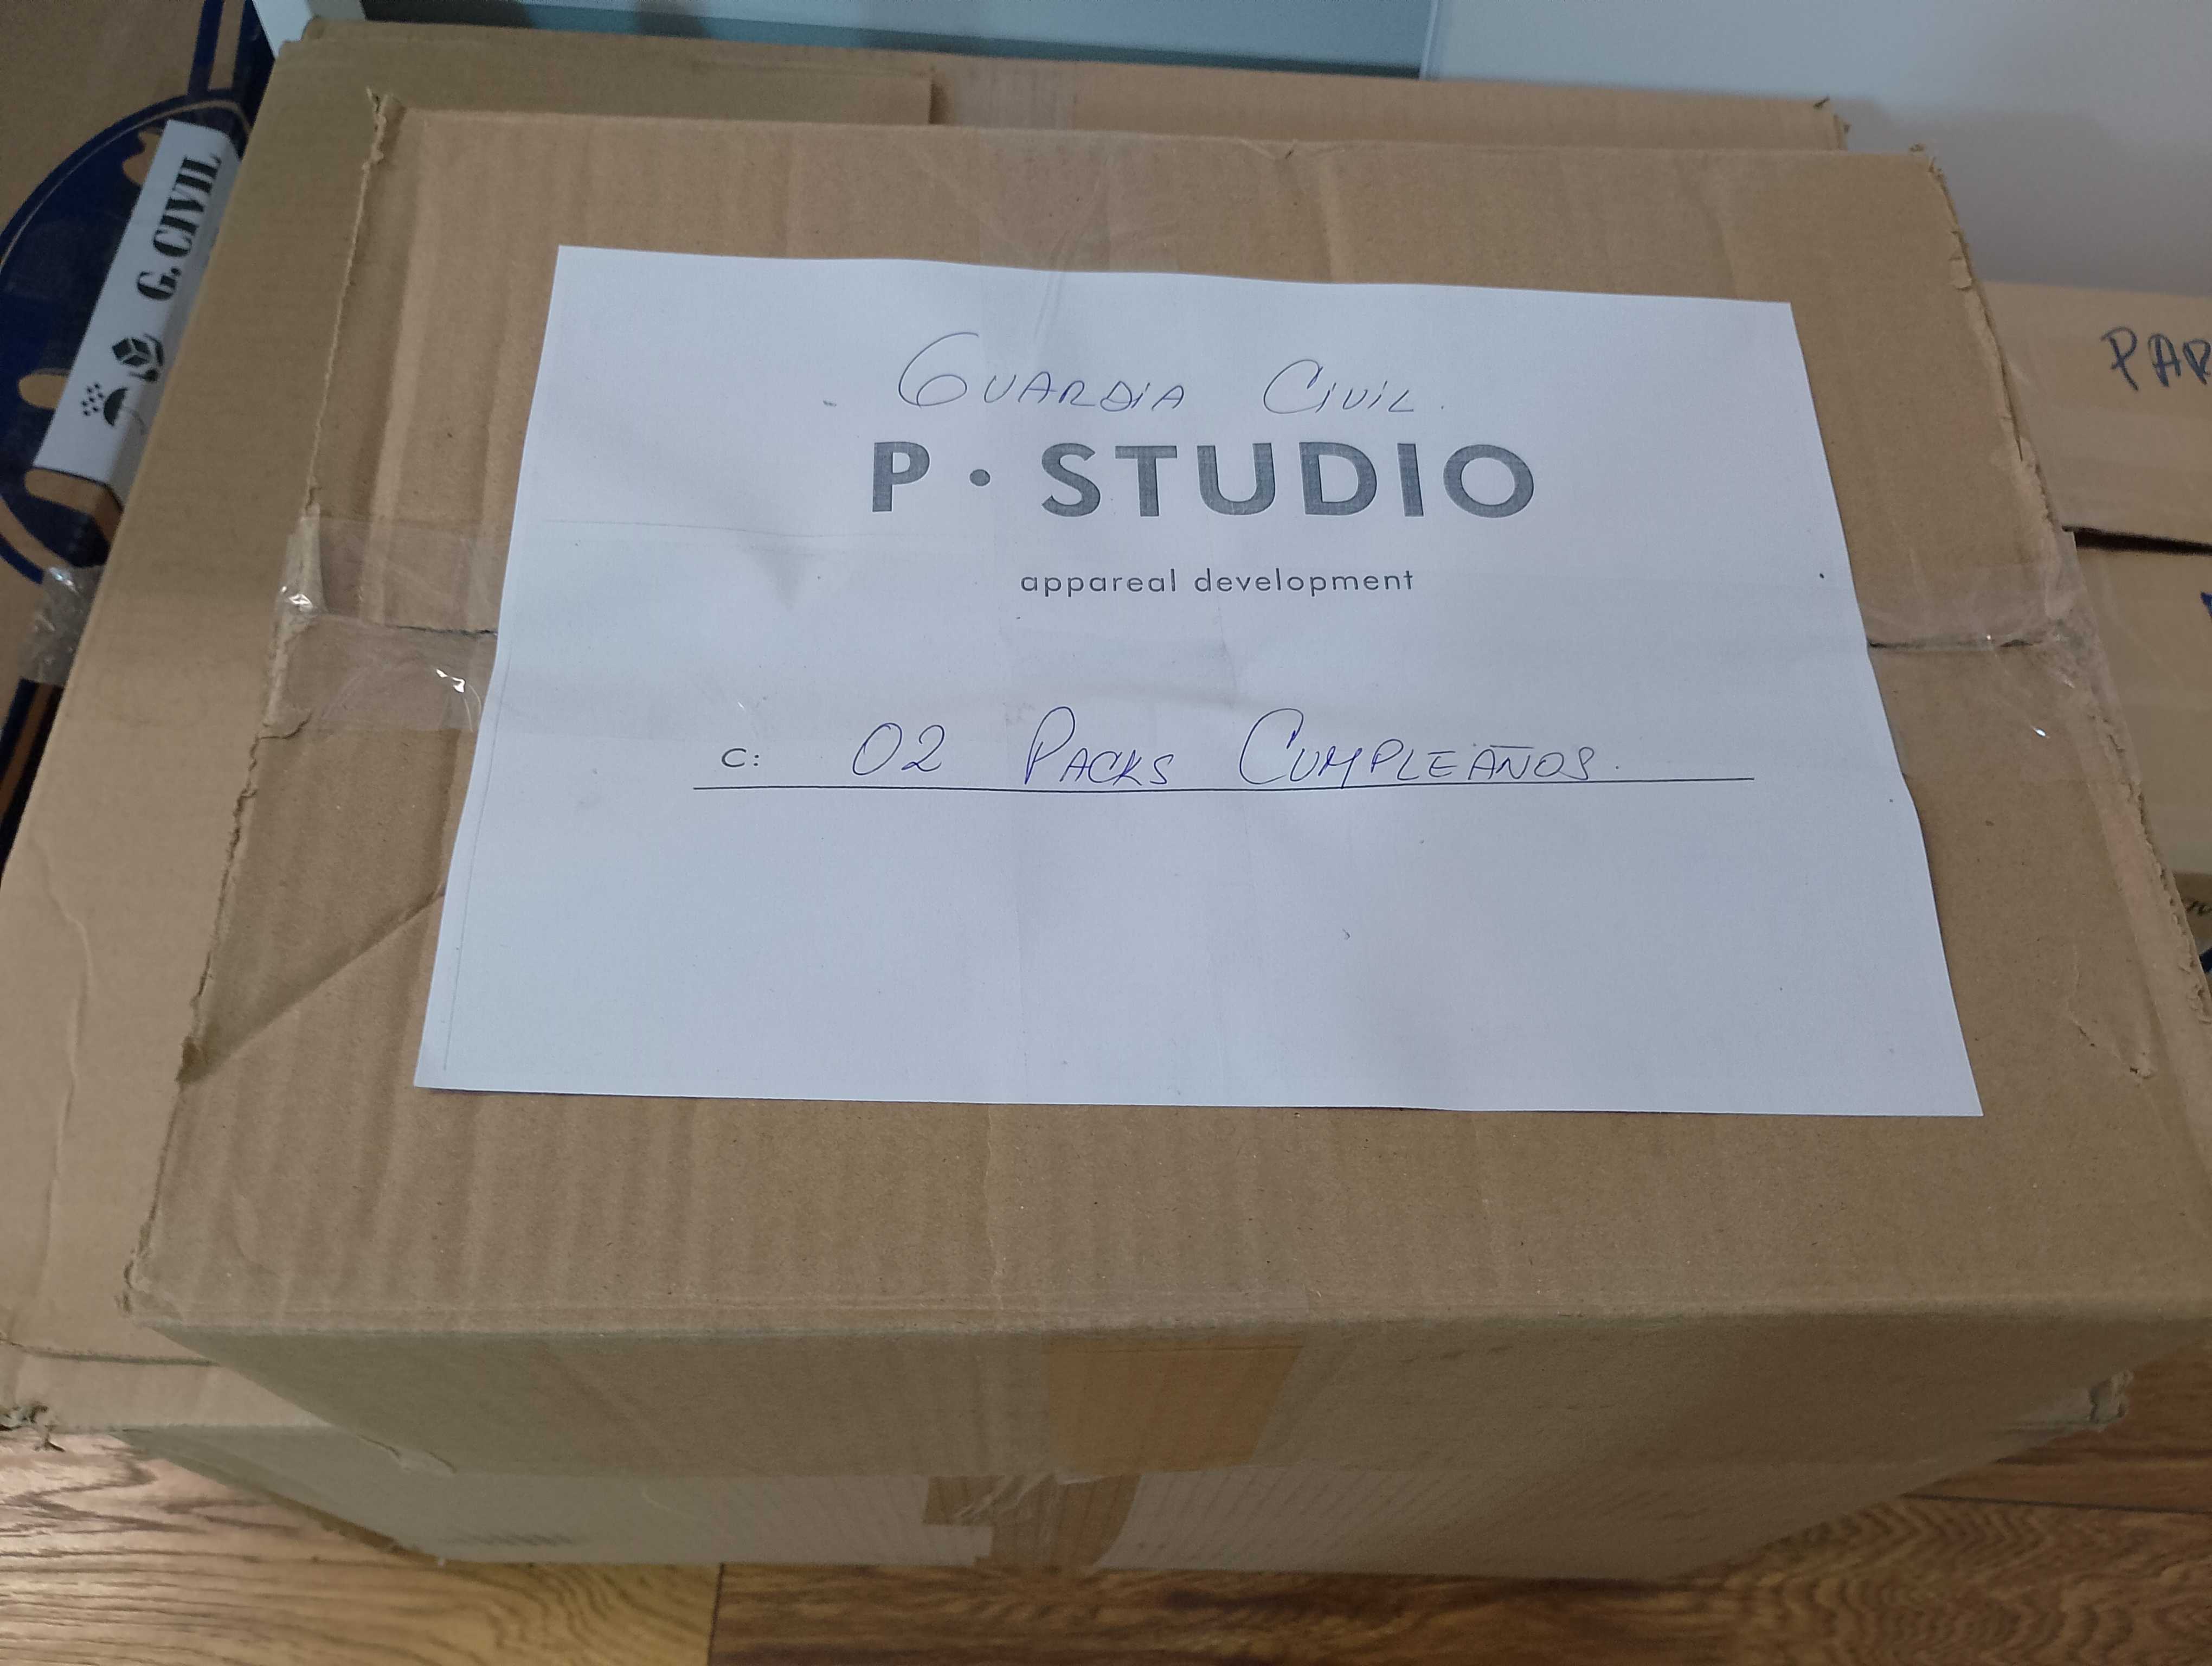 G. CIVIL
GUARDIA CIVIL.
P · STUDIO
appareal development
C: 02 PACKS CUMPLEAÑOS.
PAR